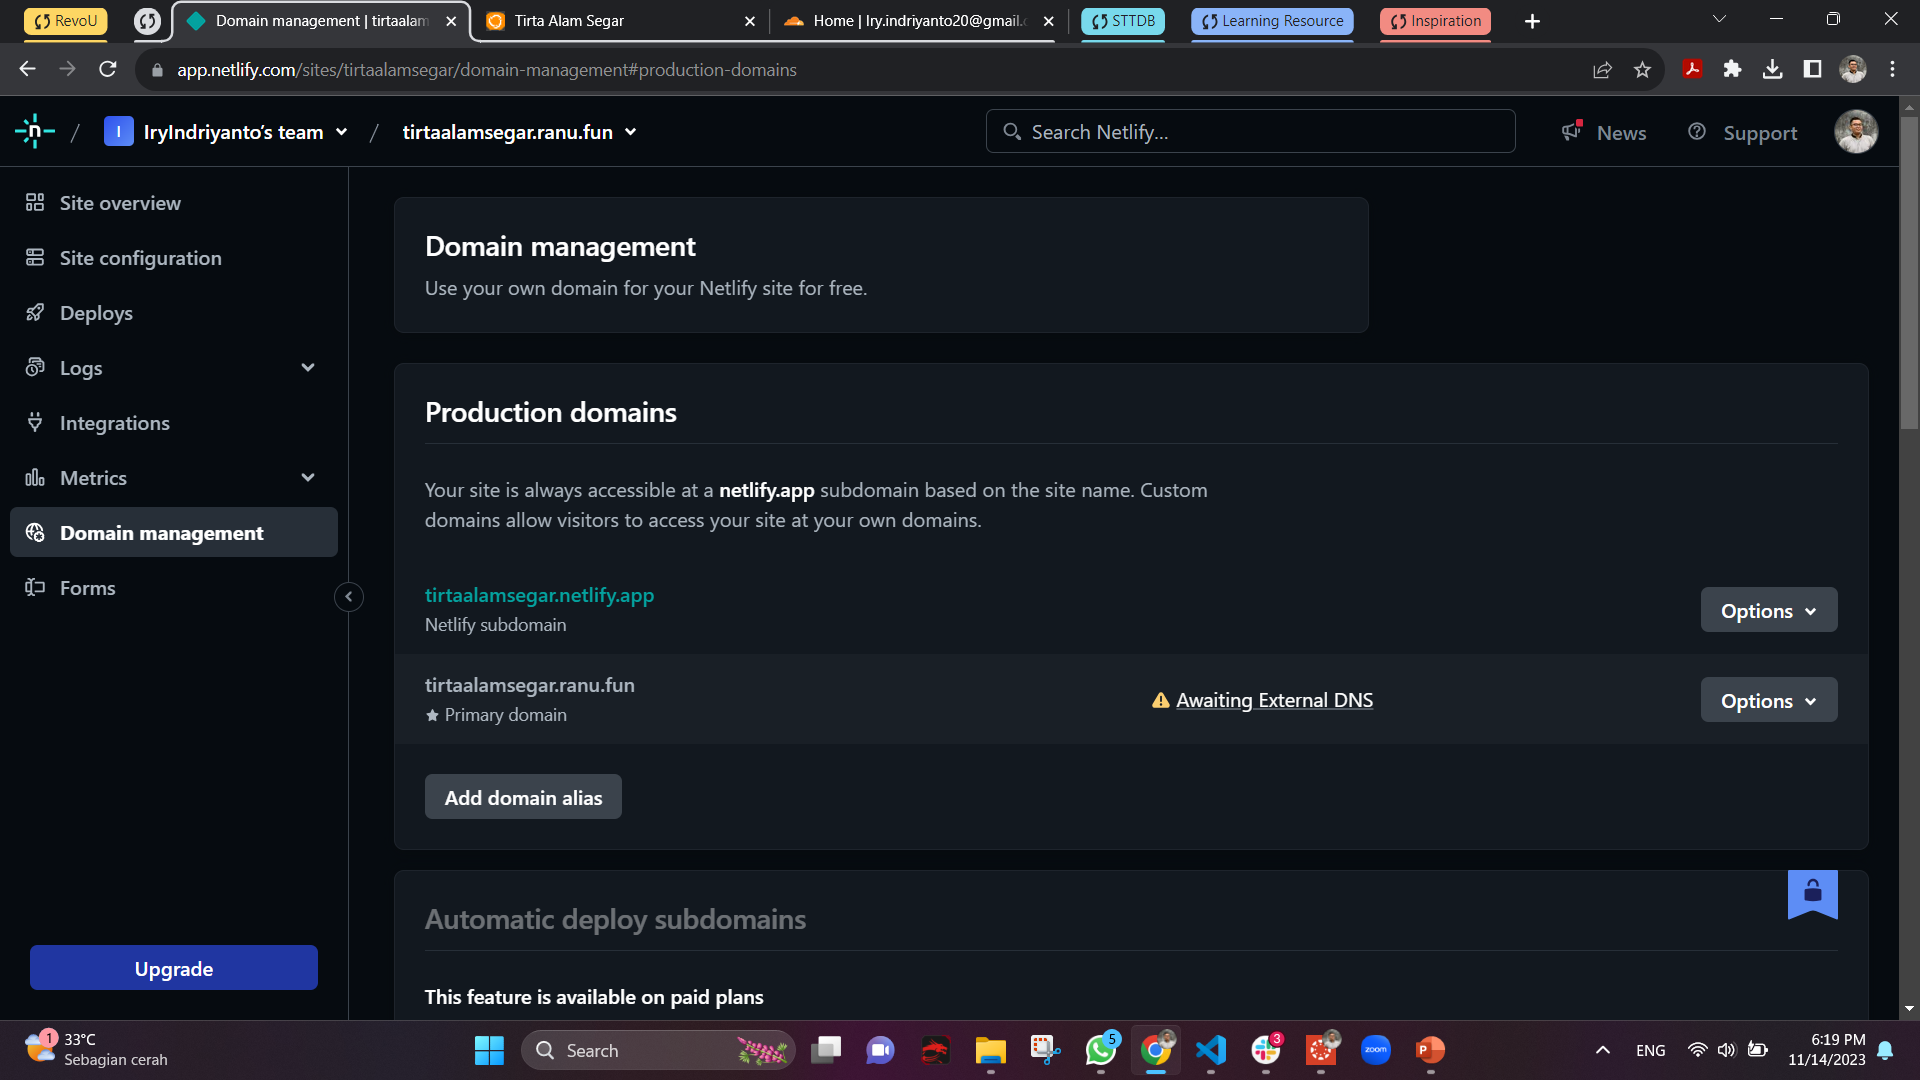 RevoU
Domain management | tirtaalam
Tirta Alam Segar
Home | Iry.indriyanto20@gmail.c
STTDB
Learning Resource
Inspiration
app.netlify.com/sites/tirtaalamsegar/domain-management#production-domains
n
/
I
IryIndriyanto’s team
/
tirtaalamsegar.ranu.fun
Search Netlify...
News
Support
Site overview
Site configuration
Deploys
Logs
Integrations
Metrics
Domain management
Forms
Upgrade
Domain management
Use your own domain for your Netlify site for free.
Production domains
Your site is always accessible at a netlify.app subdomain based on the site name. Custom
domains allow visitors to access your site at your own domains.
tirtaalamsegar.netlify.app
Netlify subdomain
Options
tirtaalamsegar.ranu.fun
Primary domain
Awaiting External DNS
Options
Add domain alias
Automatic deploy subdomains
This feature is available on paid plans
1
33°C
Sebagian cerah
Search
5
3
zoom
P
ENG
6:19 PM
11/14/2023